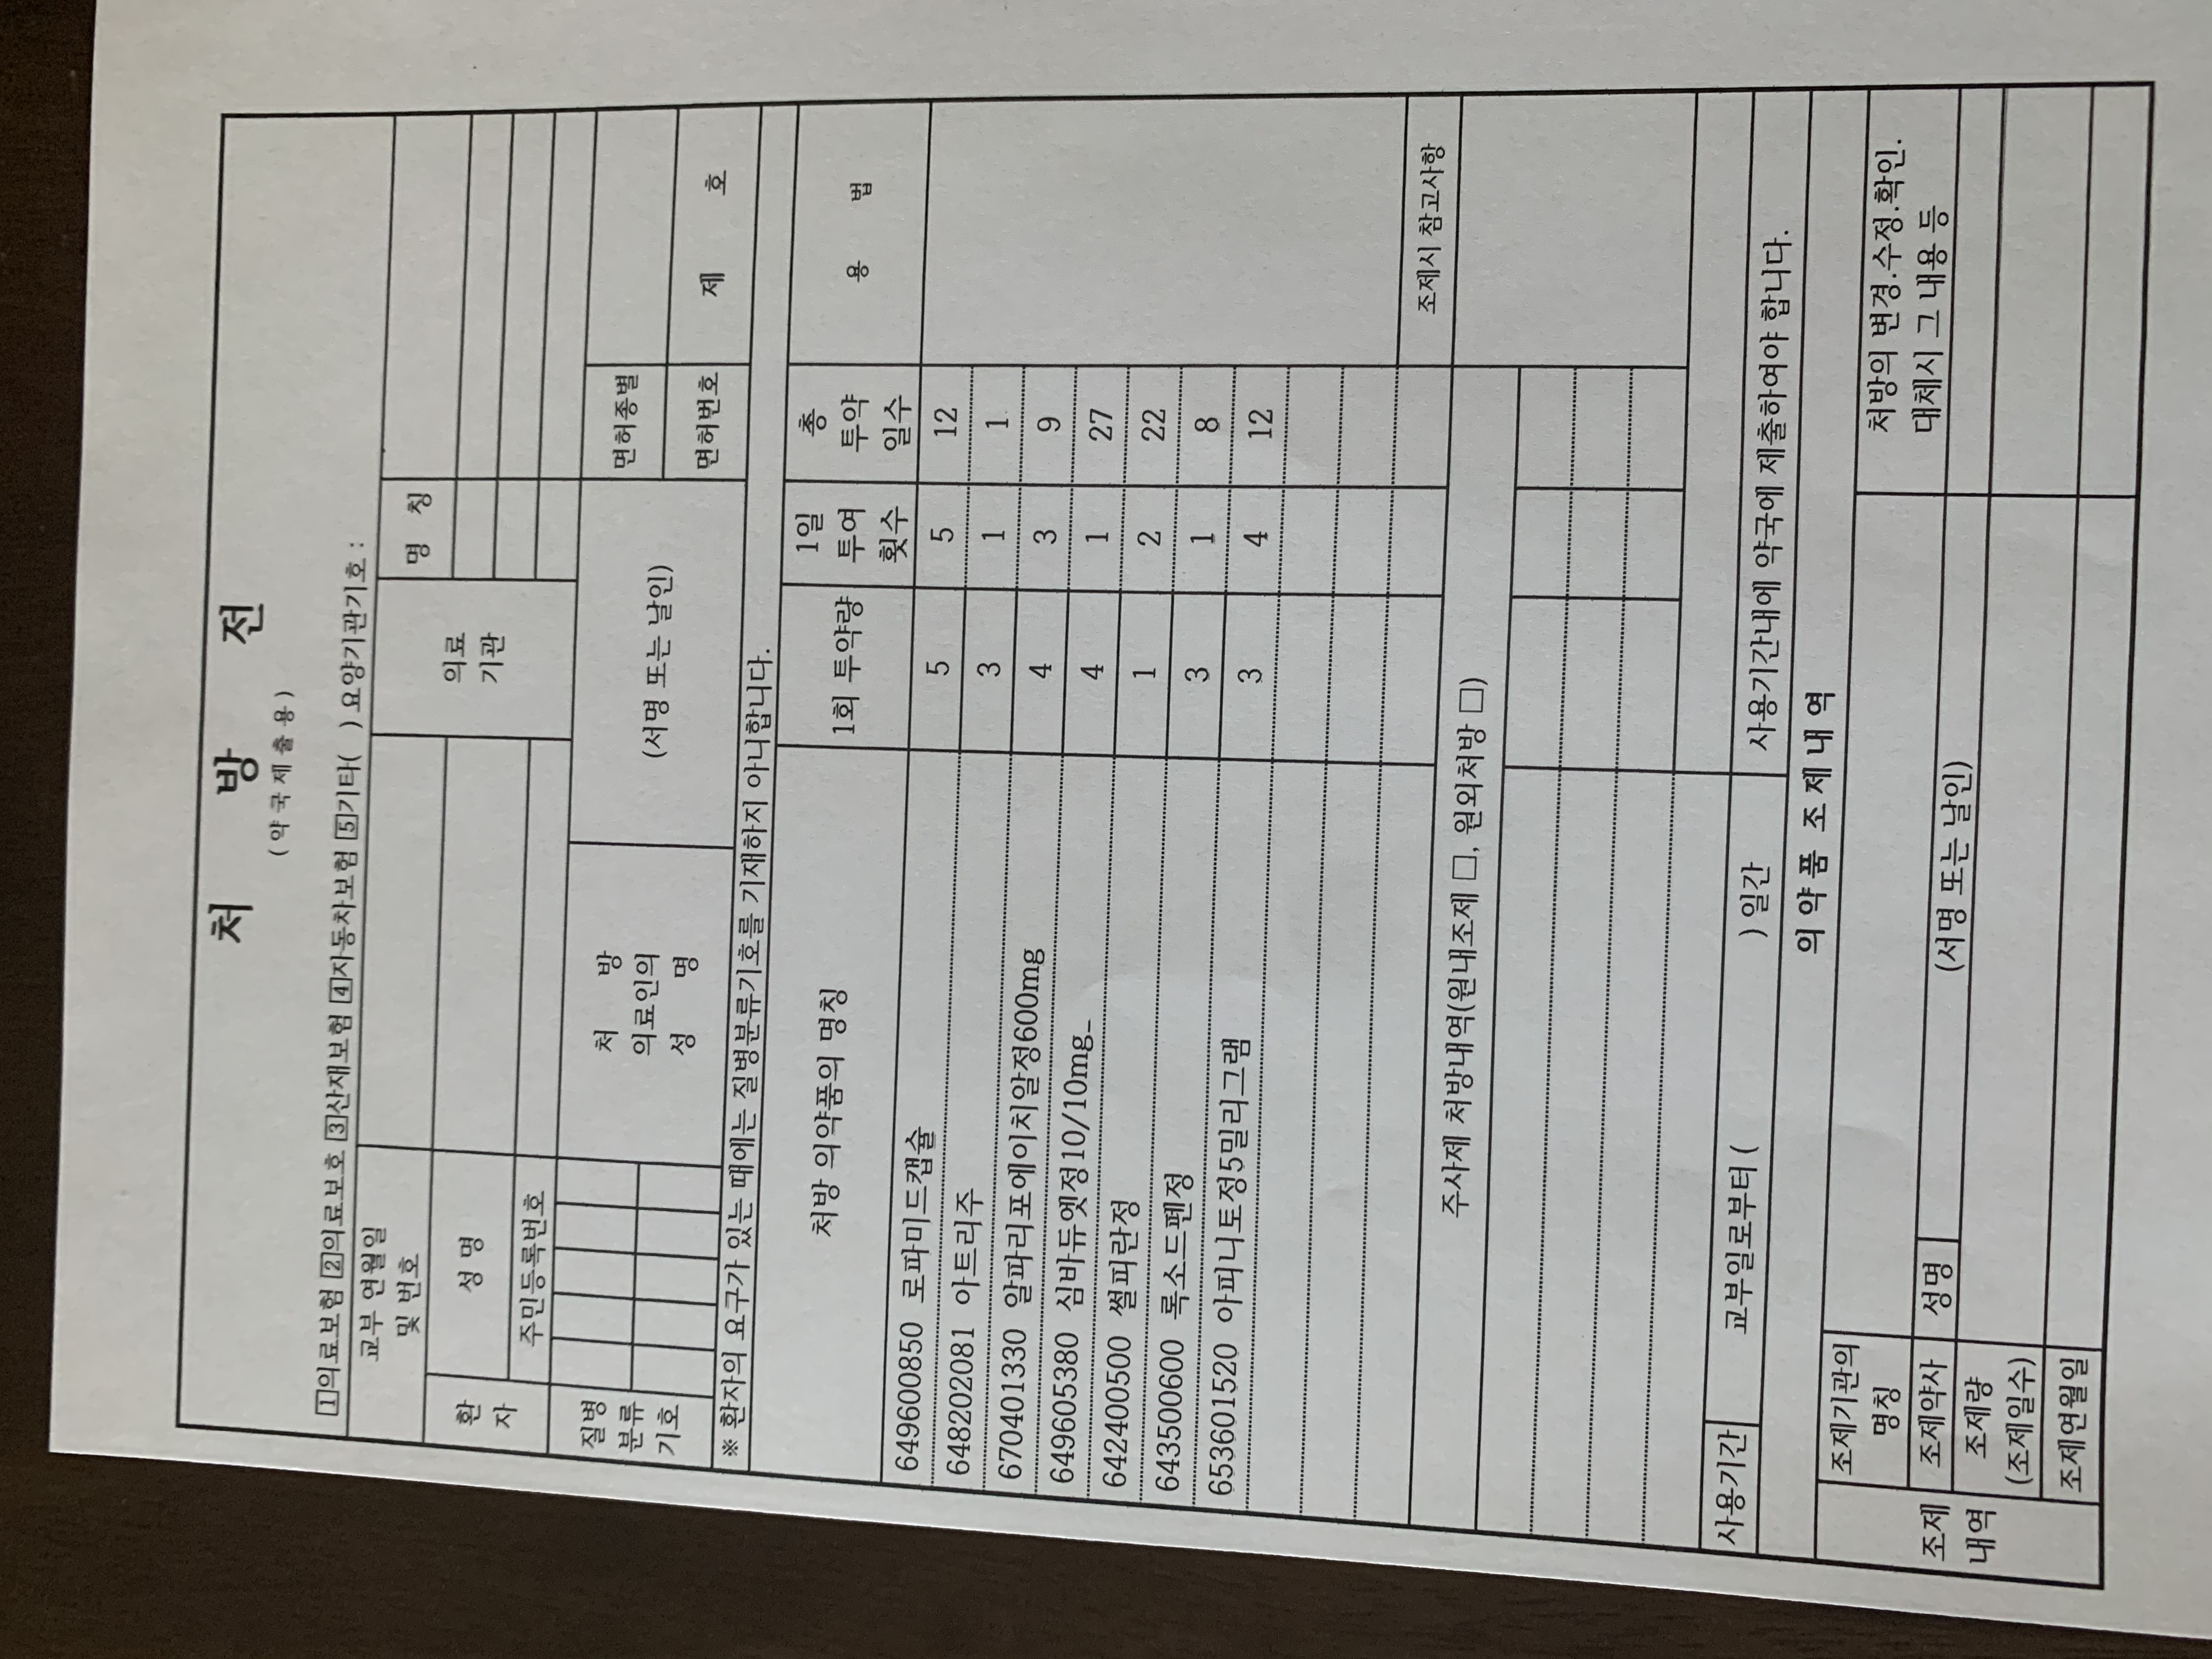 처 방 전
(약국제출용)
1의료보험 2의료보호 3산재보험 4자동차보험 5기타( ) 요양기관기호 :
교부 연월일
및 번호
환
자
성 명
주민등록번호
의료
기관
명 칭
질병
분류
기호
처 방
의료인의
성 명
(서명 또는 날인)
면허종별
면허번호
제 호
※ 환자의 요구가 있는 때에는 질병분류기호를 기재하지 아니합니다.
처방 의약품의 명칭
1회 투약량
1일
투여
횟수
총
투약
일수
용 법
649600850 로파미드캡슐 5 5 12
648202081 아트리주 3 1 1
670401330 알파리포에이치알정600mg 4 3 9
649605380 심바듀엣정10/10mg_ 4 1 27
642400500 썰피란정 1 2 22
643500600 록소드펜정 3 1 8
653601520 아피니토정5밀리그램 3 4 12
조제시 참고사항
주사제 처방내역(원내조제 □, 원외처방 □)
사용기간
교부일로부터 ( ) 일간
사용기간내에 약국에 제출하여야 합니다.
의약품 조제내역
조제
내역
조제기관의
명칭
처방의 변경.수정.확인.
대체시 그 내용 등
조제약사
성명
(서명 또는 날인)
조제량
(조제일수)
조제연월일